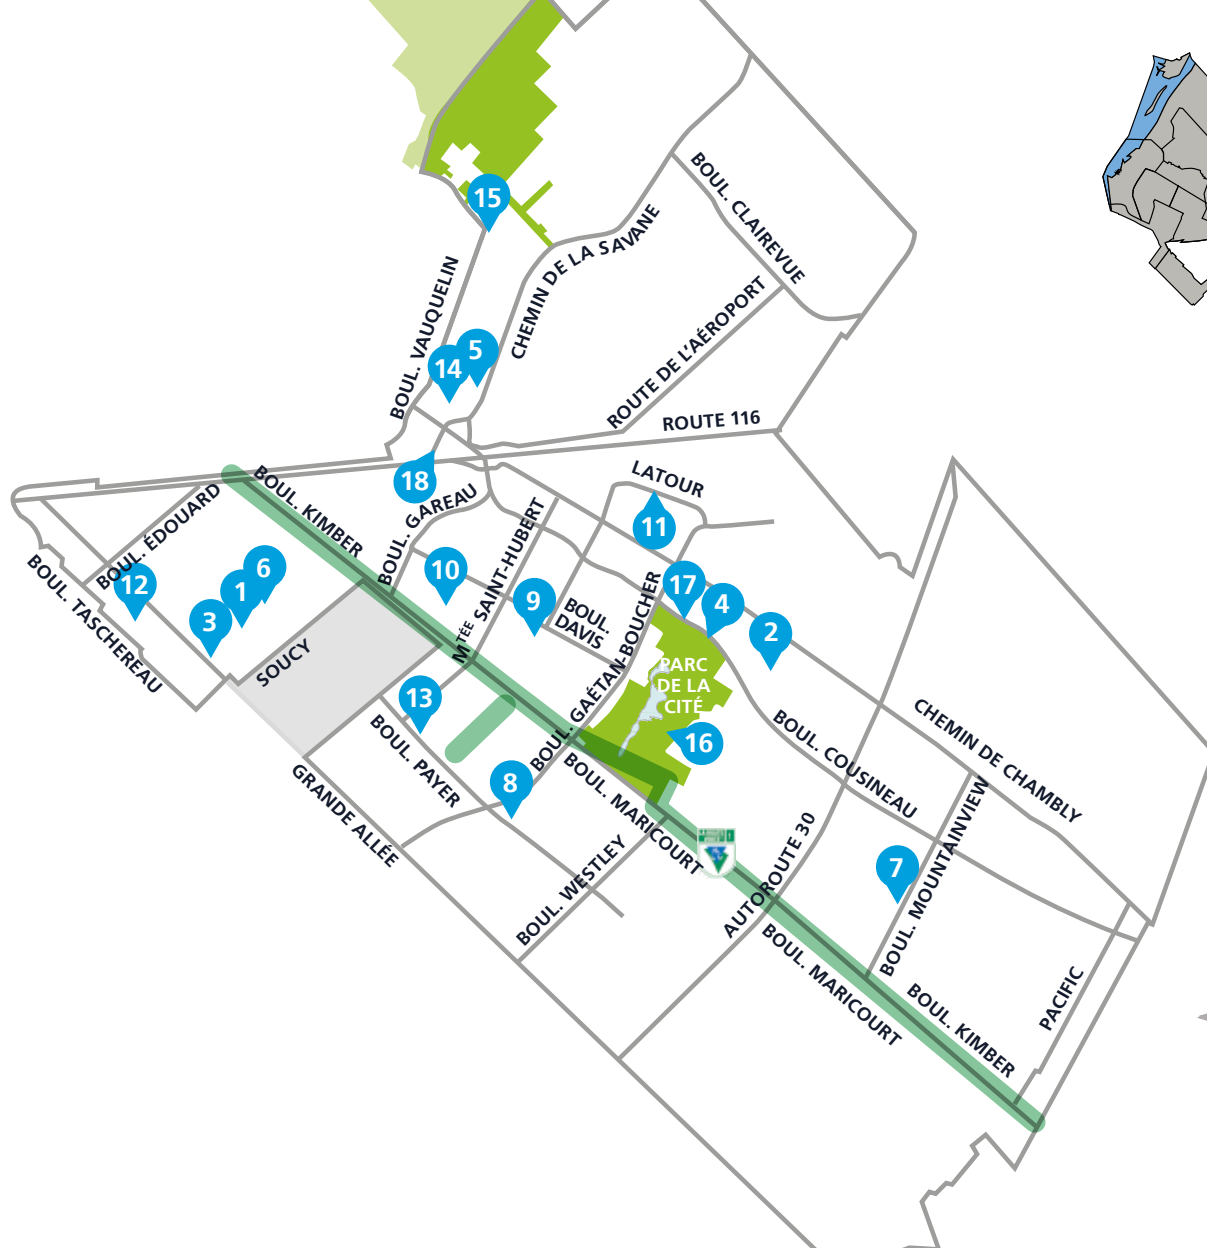 15
BOUL. CLAIREVUE
CHEMIN DE LA SAVANE
BOUL. VAUQUELIN
5
14
ROUTE DE L'AÉROPORT
ROUTE 116
18
LATOUR
11
BOUL. ÉDOUARD
BOUL. KIMBER
BOUL. GAREAU
MTÉE SAINT-HUBERT
BOUL. TASCHEREAU
12
6
1
3
10
9
BOUL.
DAVIS
17
4
2
SOUCY
BOUL. GAÉTAN-BOUCHER
PARC
DE LA
CITÉ
16
13
BOUL. PAYER
8
GRANDE ALLÉE
BOUL. MARICOURT
BOUL. COUSINEAU
CHEMIN DE CHAMBLY
BOUL. WESTLEY
AUTOROUTE 30
7
BOUL. MOUNTAINVIEW
BOUL. MARICOURT
BOUL. KIMBER
PACIFIC